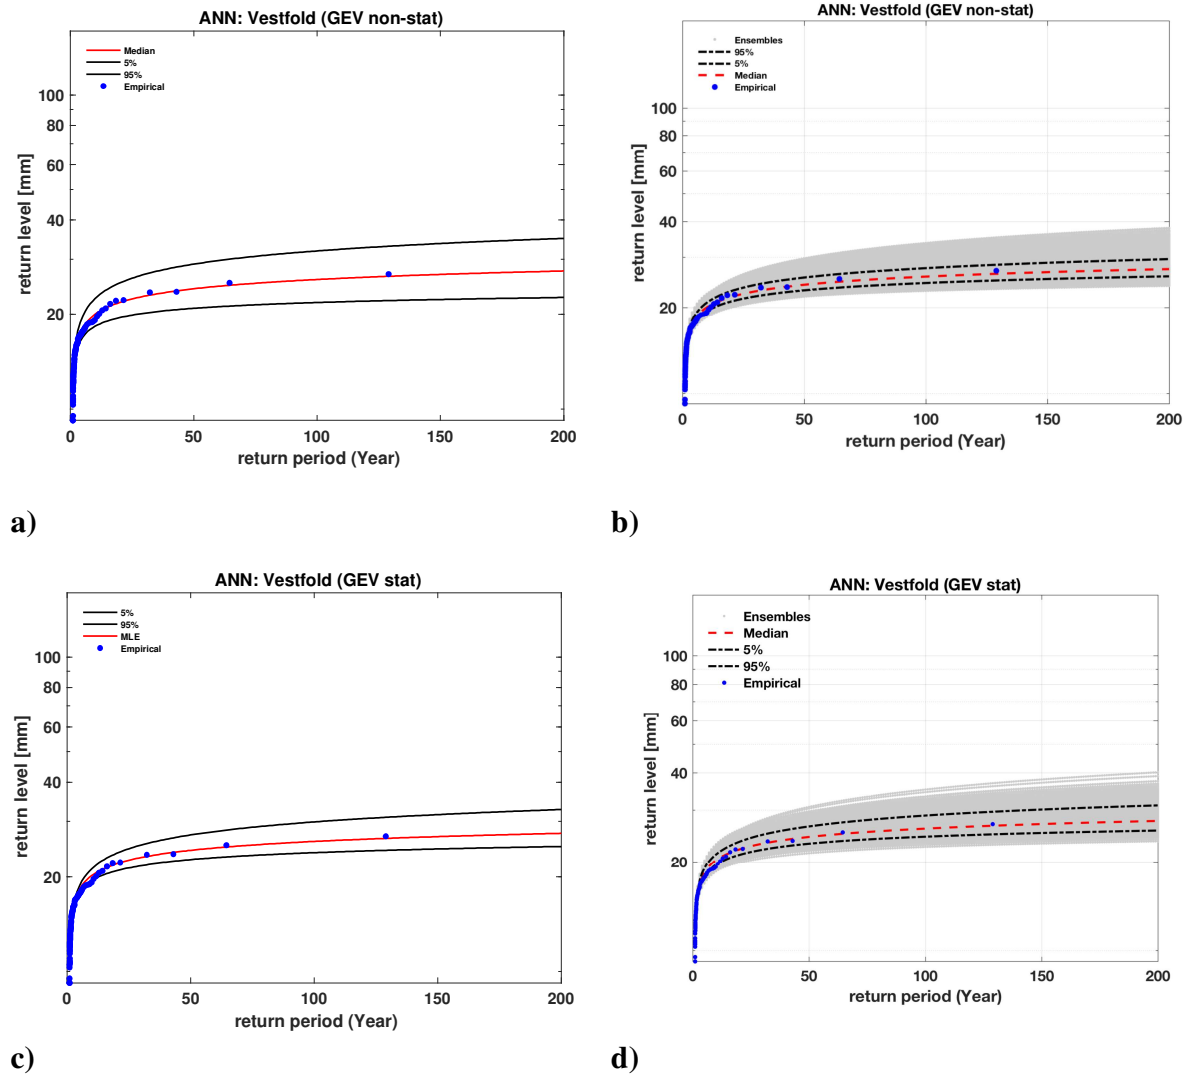 ANN: Vestfold (GEV non-stat)
Median
5%
95%
Empirical
100
80
60
40
20
return level [mm]
0 50 100 150 200
return period (Year)
a)
ANN: Vestfold (GEV non-stat)
Ensembles
95%
5%
Median
Empirical
100
80
60
40
20
return level [mm]
0 50 100 150 200
return period (Year)
b)
ANN: Vestfold (GEV stat)
5%
95%
MLE
Empirical
100
80
60
40
20
return level [mm]
0 50 100 150 200
return period (Year)
c)
ANN: Vestfold (GEV stat)
Ensembles
Median
5%
95%
Empirical
100
80
60
40
20
return level [mm]
0 50 100 150 200
return period (Year)
d)